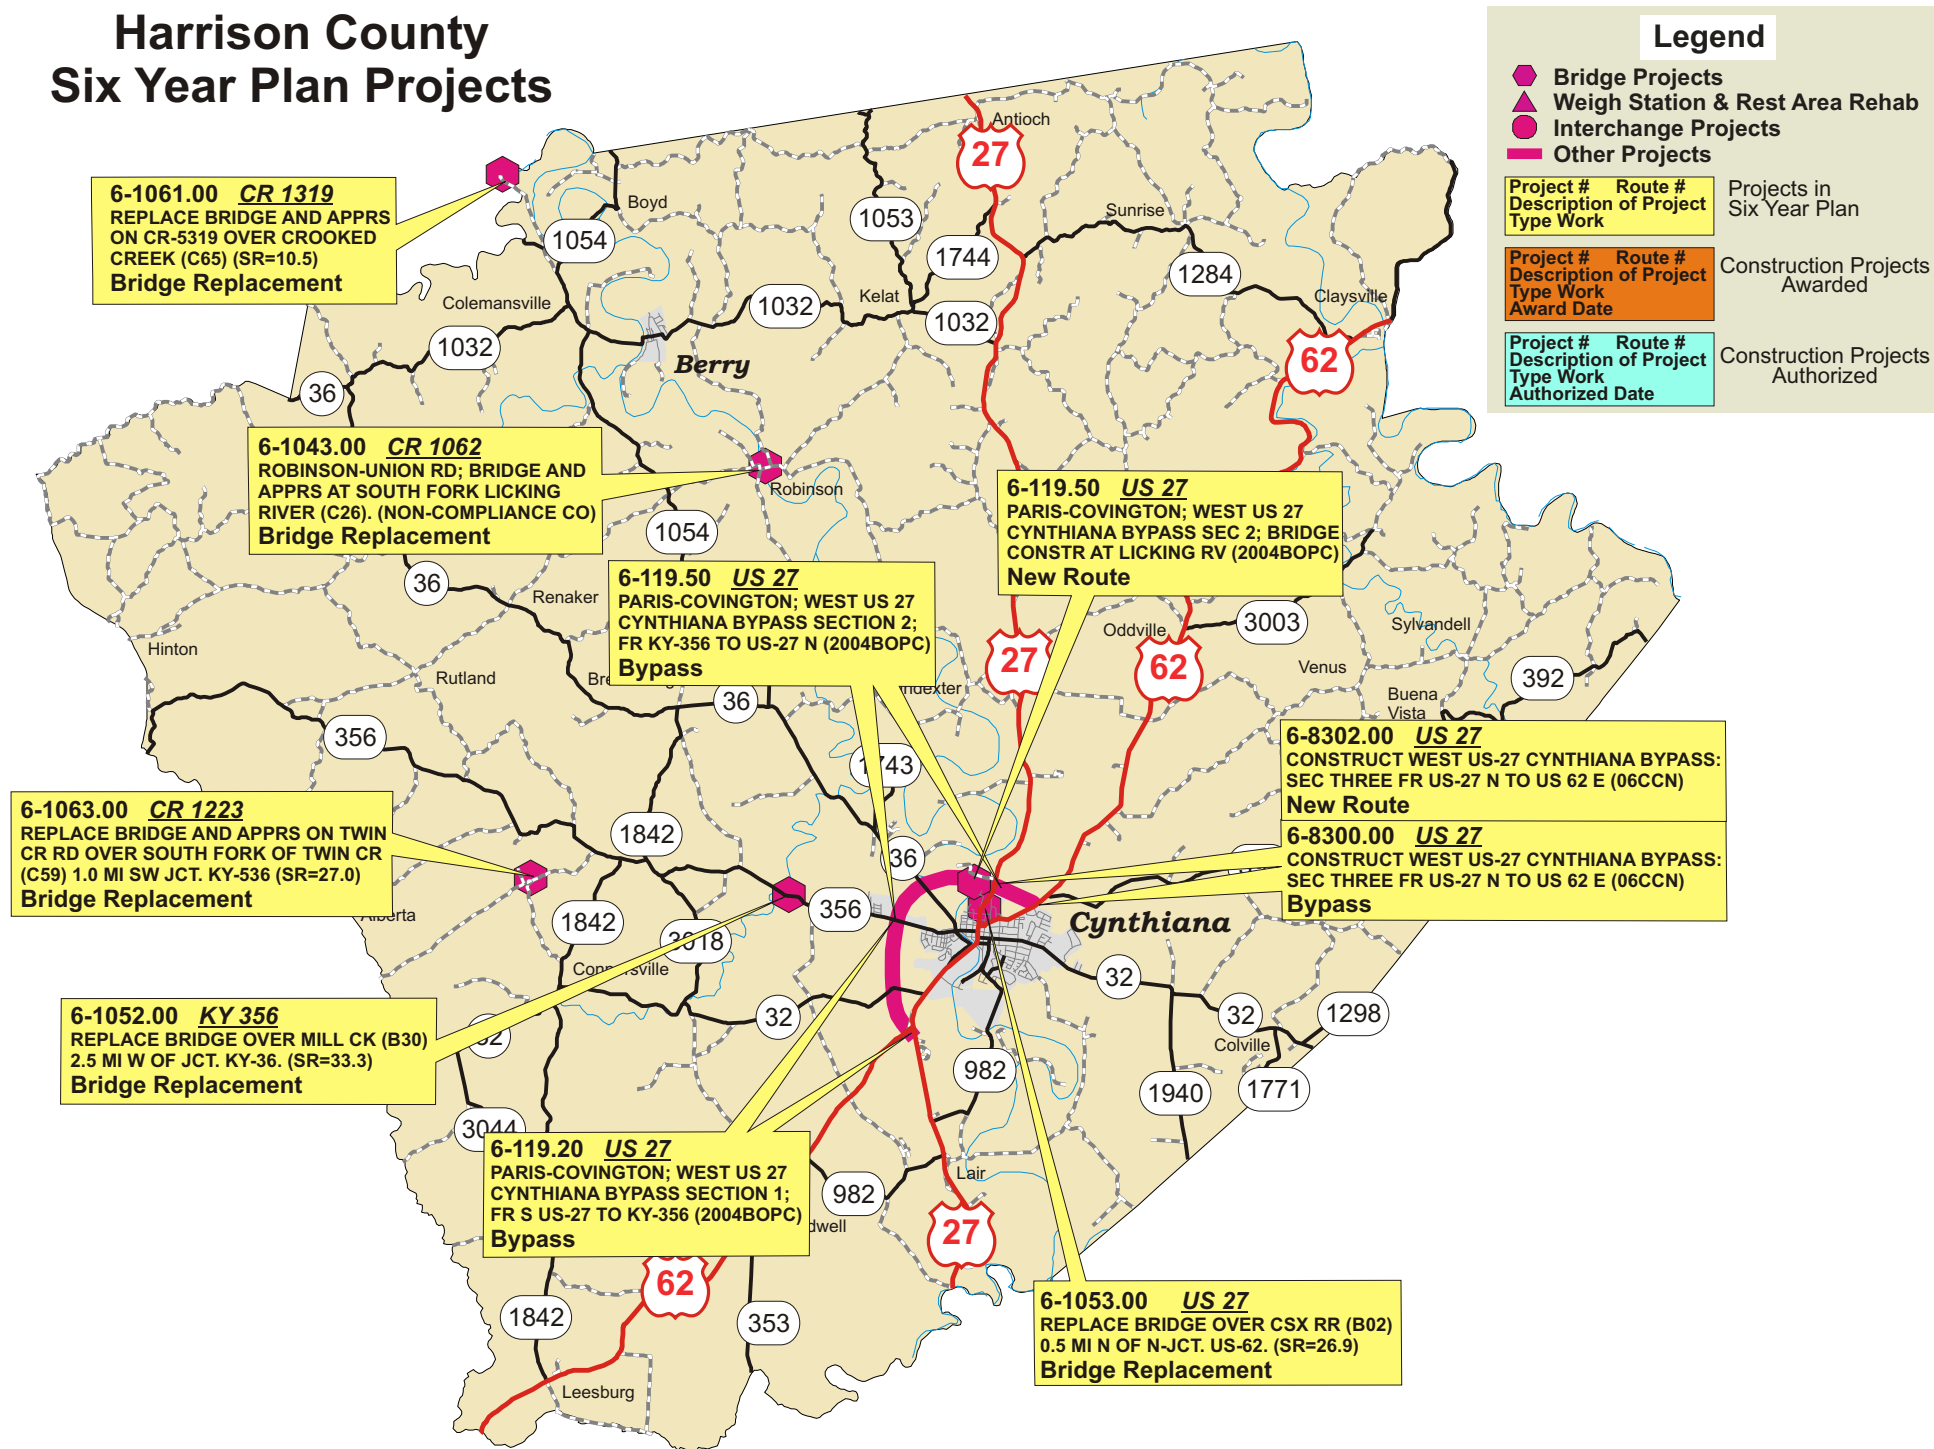 Harrison County
Six Year Plan Projects
Legend
Bridge Projects
Weigh Station & Rest Area Rehab
Interchange Projects
Other Projects
Project # Route #
Description of Project
Type Work
Projects in
Six Year Plan
Project # Route #
Description of Project
Type Work
Award Date
Construction Projects
Awarded
Project # Route #
Description of Project
Type Work
Authorized Date
Construction Projects
Authorized
6-1061.00 CR 1319
REPLACE BRIDGE AND APPRS
ON CR-5319 OVER CROOKED
CREEK (C65) (SR=10.5)
Bridge Replacement
Antioch
27
Boyd
1054
1053
1744
Sunrise
1284
Colemansville
1032
Kelat
1032
Claysville
1032
Berry
62
36
6-1043.00 CR 1062
ROBINSON-UNION RD; BRIDGE AND
APPRS AT SOUTH FORK LICKING
RIVER (C26). (NON-COMPLIANCE CO)
Bridge Replacement
Robinson
1054
6-119.50 US 27
PARIS-COVINGTON; WEST US 27
CYNTHIANA BYPASS SEC 2; BRIDGE
CONSTR AT LICKING RV (2004BOPC)
New Route
36
Renaker
6-119.50 US 27
PARIS-COVINGTON; WEST US 27
CYNTHIANA BYPASS SECTION 2;
FR KY-356 TO US-27 N (2004BOPC)
Bypass
Oddville
3003
Sylvandell
Hinton
27
62
Venus
392
Rutland
Bre
ndexter
36
Buena
Vista
356
1743
6-8302.00 US 27
CONSTRUCT WEST US-27 CYNTHIANA BYPASS:
SEC THREE FR US-27 N TO US 62 E (06CCN)
New Route
6-1063.00 CR 1223
REPLACE BRIDGE AND APPRS ON TWIN
CR RD OVER SOUTH FORK OF TWIN CR
(C59) 1.0 MI SW JCT. KY-536 (SR=27.0)
Bridge Replacement
1842
36
6-8300.00 US 27
CONSTRUCT WEST US-27 CYNTHIANA BYPASS:
SEC THREE FR US-27 N TO US 62 E (06CCN)
Bypass
Alberta
1842
3018
356
Cynthiana
Connersville
32
32
1298
Colville
6-1052.00 KY 356
REPLACE BRIDGE OVER MILL CK (B30)
2.5 MI W OF JCT. KY-36. (SR=33.3)
Bridge Replacement
32
32
982
1940
1771
3044
6-119.20 US 27
PARIS-COVINGTON; WEST US 27
CYNTHIANA BYPASS SECTION 1;
FR S US-27 TO KY-356 (2004BOPC)
Bypass
Lair
982
dwell
27
62
1842
353
6-1053.00 US 27
REPLACE BRIDGE OVER CSX RR (B02)
0.5 MI N OF N-JCT. US-62. (SR=26.9)
Bridge Replacement
Leesburg